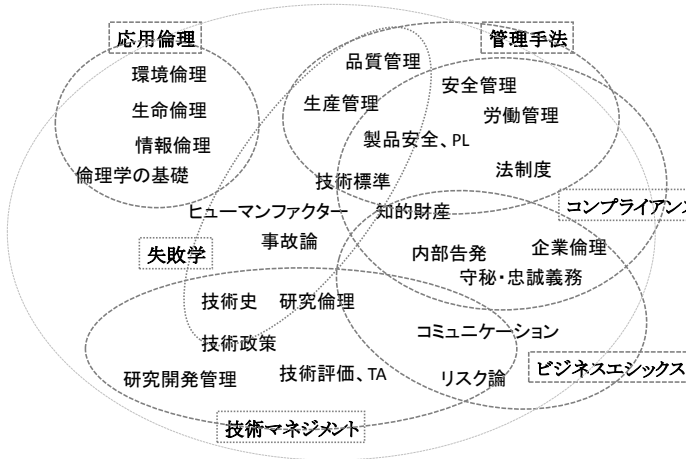 応用倫理
管理手法
品質管理
環境倫理
安全管理
生産管理
労働管理
生命倫理
製品安全、PL
情報倫理
法制度
倫理学の基礎
技術標準
ヒューマンファクター
知的財産
コンプライアンス
事故論
失敗学
内部告発
企業倫理
守秘・忠誠義務
技術史
研究倫理
コミュニケーション
技術政策
ビジネスエシックス
研究開発管理
技術評価、TA
リスク論
技術マネジメント